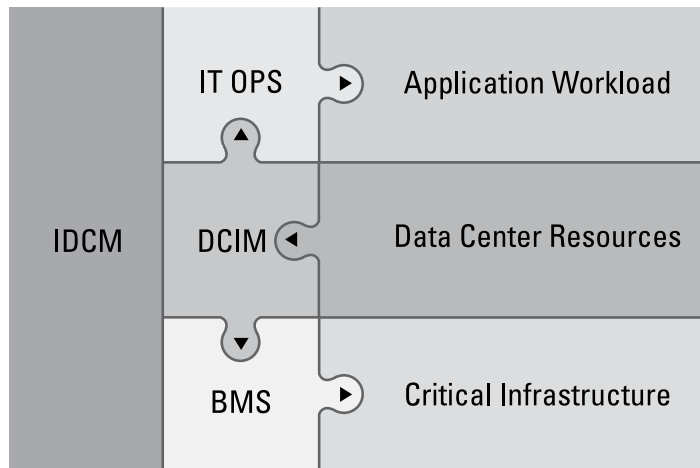 IT OPS
Application Workload
IDCM
DCIM
Data Center Resources
BMS
Critical Infrastructure